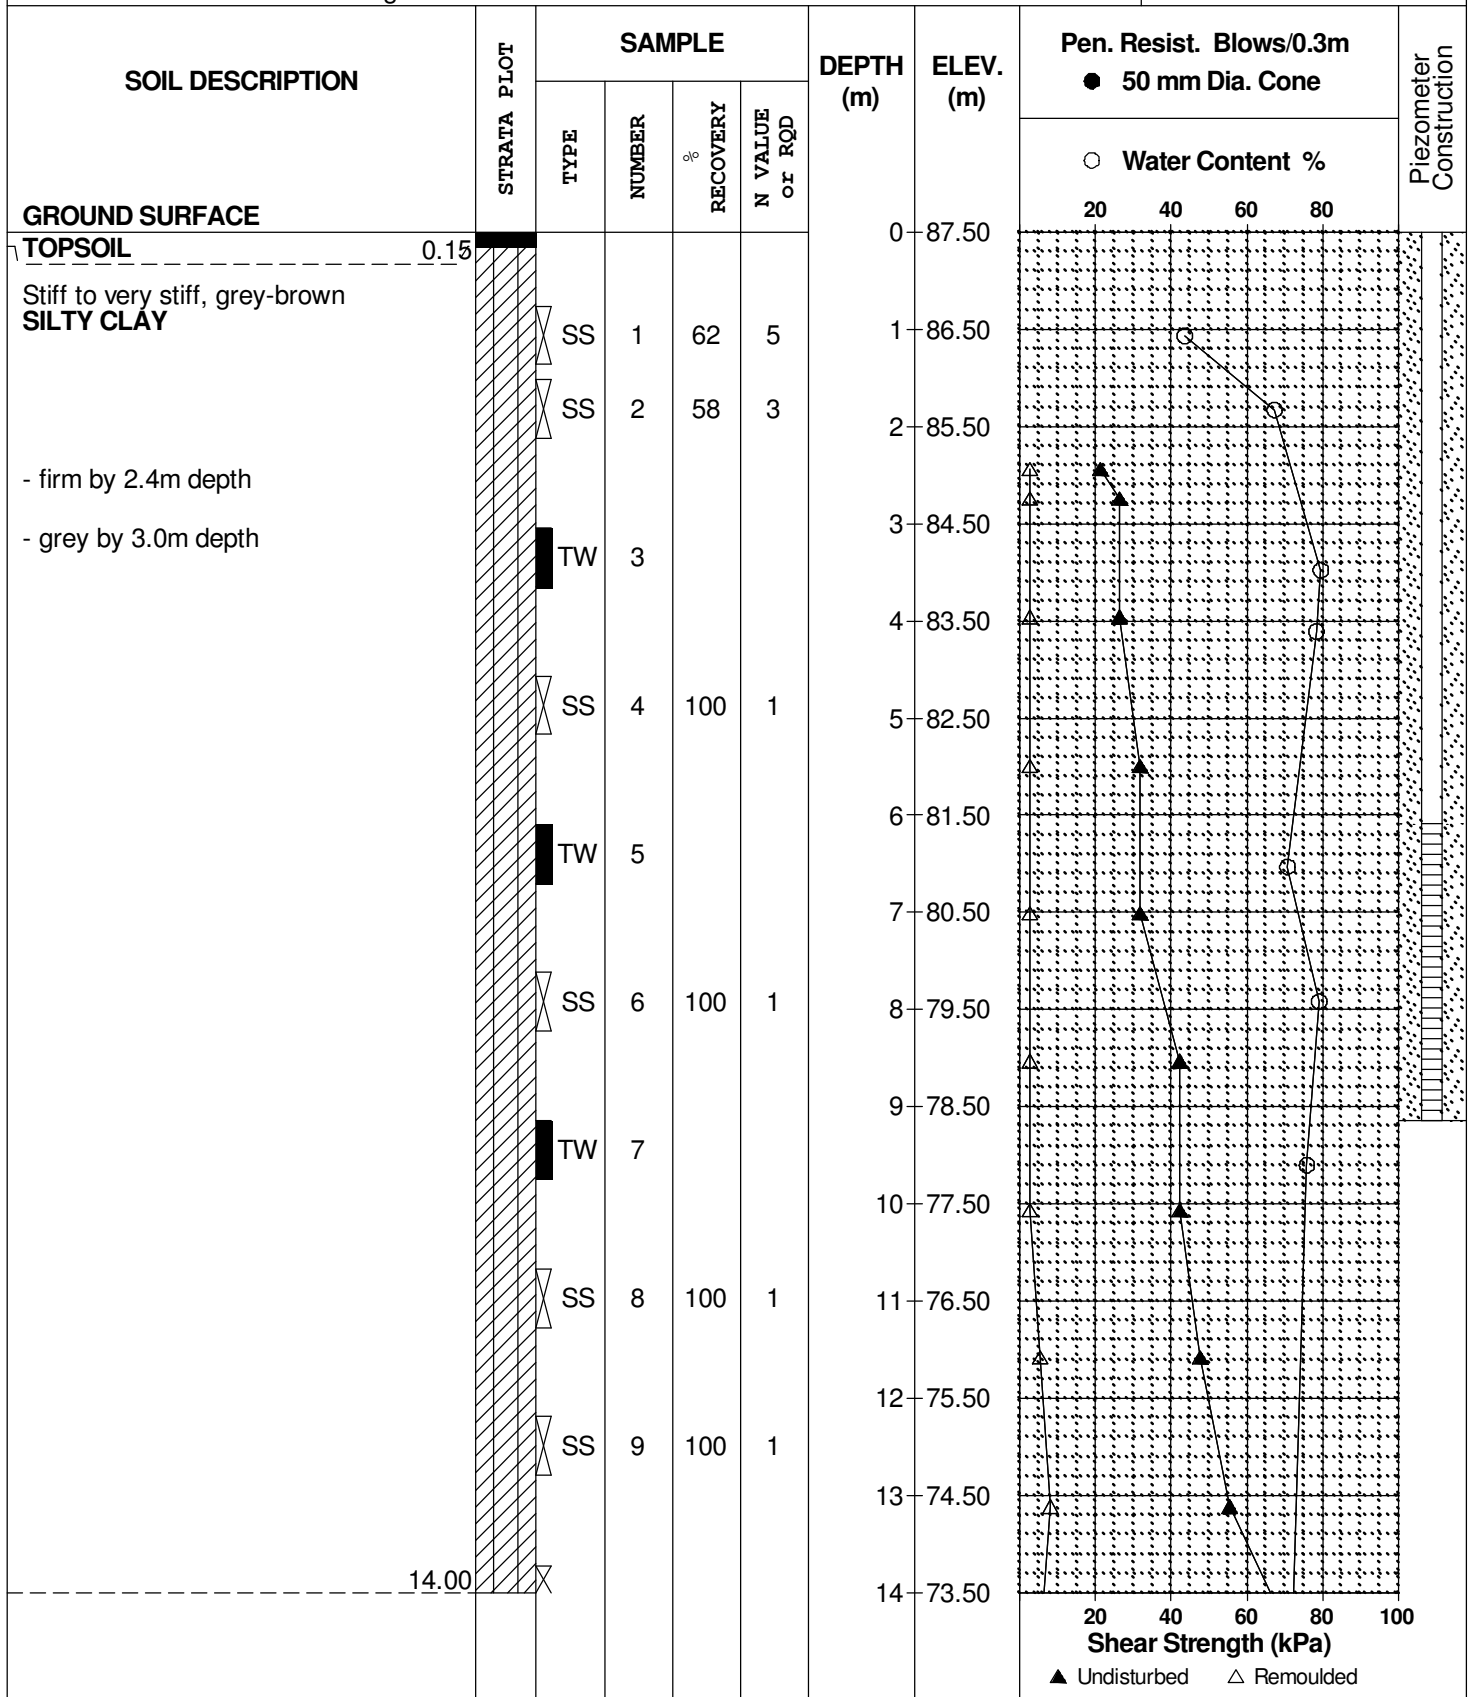 SOIL DESCRIPTION
STRATA PLOT
SAMPLE
TYPE
NUMBER
% RECOVERY
N VALUE or RQD
DEPTH (m)
ELEV. (m)
Pen. Resist. Blows/0.3m
● 50 mm Dia. Cone
○ Water Content %
20 40 60 80
Piezometer Construction
GROUND SURFACE
0 87.50
TOPSOIL 0.15
Stiff to very stiff, grey-brown
SILTY CLAY
SS 1 62 5
1 86.50
SS 2 58 3
2 85.50
- firm by 2.4m depth
3 84.50
- grey by 3.0m depth
TW 3
4 83.50
SS 4 100 1
5 82.50
6 81.50
TW 5
7 80.50
SS 6 100 1
8 79.50
9 78.50
TW 7
10 77.50
SS 8 100 1
11 76.50
12 75.50
SS 9 100 1
13 74.50
14.00
14 73.50
20 40 60 80 100
Shear Strength (kPa)
▲ Undisturbed △ Remoulded